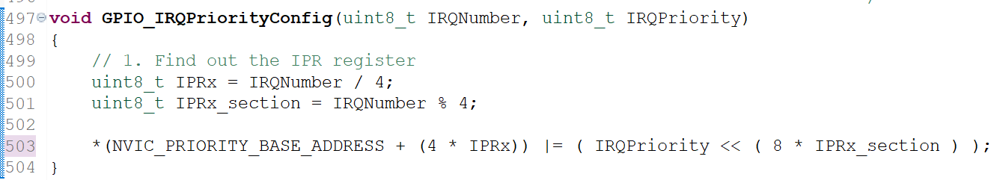 497 void GPIO_IRQPriorityConfig(uint8_t IRQNumber, uint8_t IRQPriority)
498 {
499     // 1. Find out the IPR register
500     uint8_t IPRx = IRQNumber / 4;
501     uint8_t IPRx_section = IRQNumber % 4;
502
503     *(NVIC_PRIORITY_BASE_ADDRESS + (4 * IPRx)) |= ( IRQPriority << ( 8 * IPRx_section ) );
504 }